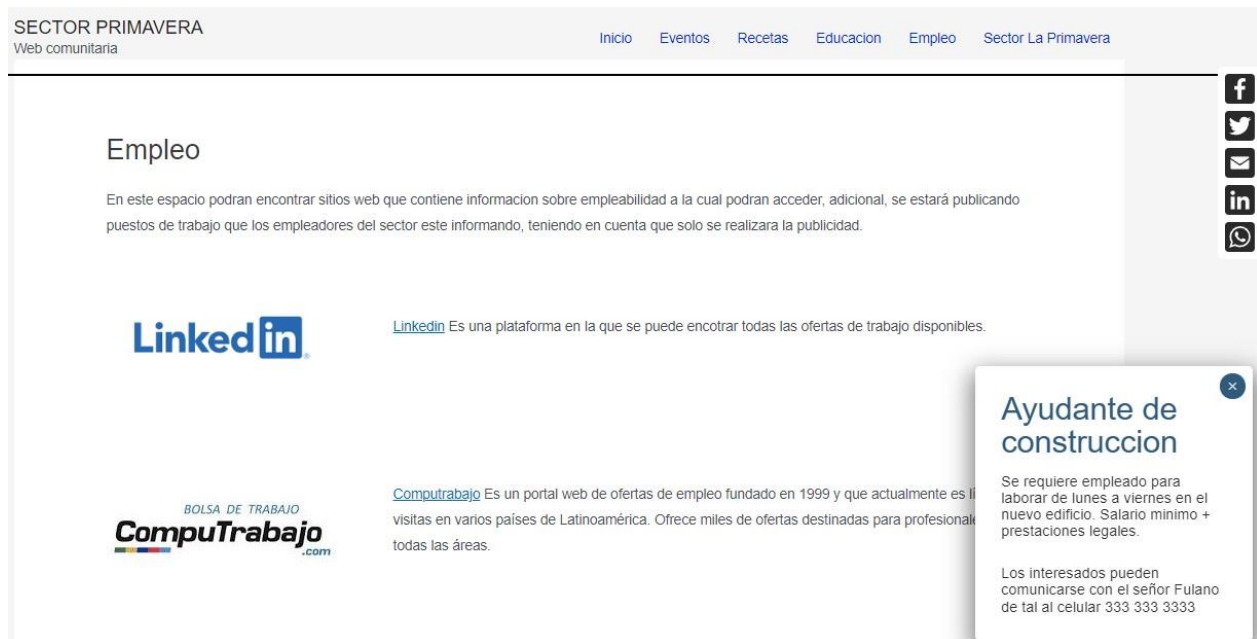 SECTOR PRIMAVERA
Web comunitaria
Inicio Eventos Recetas Educacion Empleo Sector La Primavera
Empleo
En este espacio podran encontrar sitios web que contiene informacion sobre empleabilidad a la cual podran acceder, adicional, se estará publicando
puestos de trabajo que los empleadores del sector este informando, teniendo en cuenta que solo se realizara la publicidad.
Linked in
Linkedin Es una plataforma en la que se puede encotrar todas las ofertas de trabajo disponibles.
BOLSA DE TRABAJO
CompuTrabajo
.com
Computrabajo Es un portal web de ofertas de empleo fundado en 1999 y que actualmente es
visitas en varios países de Latinoamérica. Ofrece miles de ofertas destinadas para
todas las áreas.
Ayudante de
construccion
Se requiere empleado para
laborar de lunes a viernes en el
nuevo edificio. Salario minimo +
prestaciones legales.
Los interesados pueden
comunicarse con el señor Fulano
de tal al celular 333 333 3333